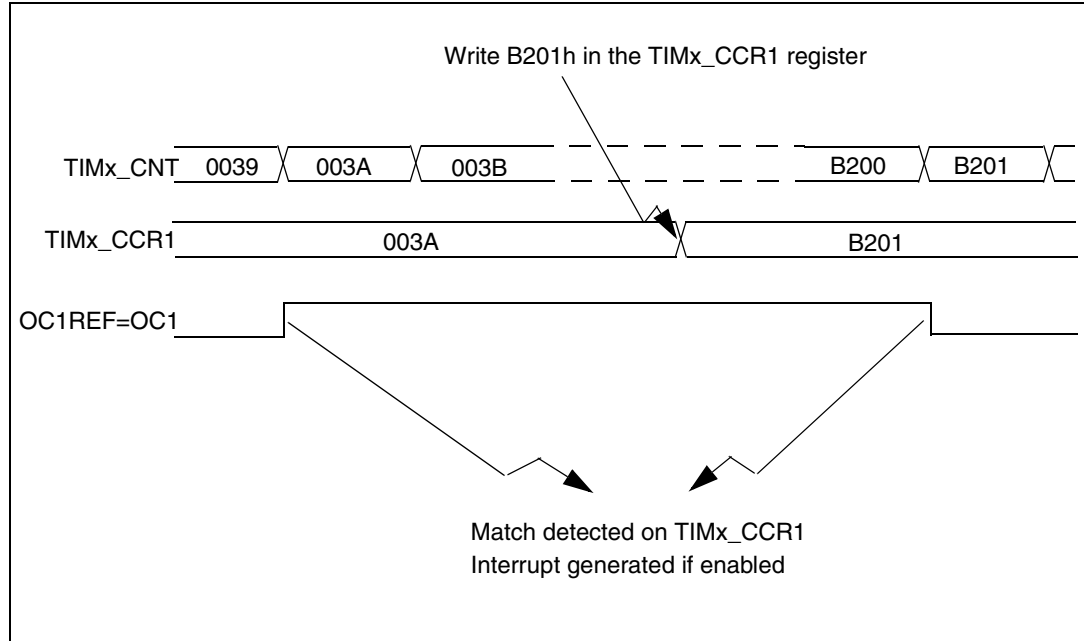 Write B201h in the TIMx_CCR1 register
TIMx_CNT 0039 003A 003B B200 B201
TIMx_CCR1 003A B201
OC1REF=OC1
Match detected on TIMx_CCR1
Interrupt generated if enabled